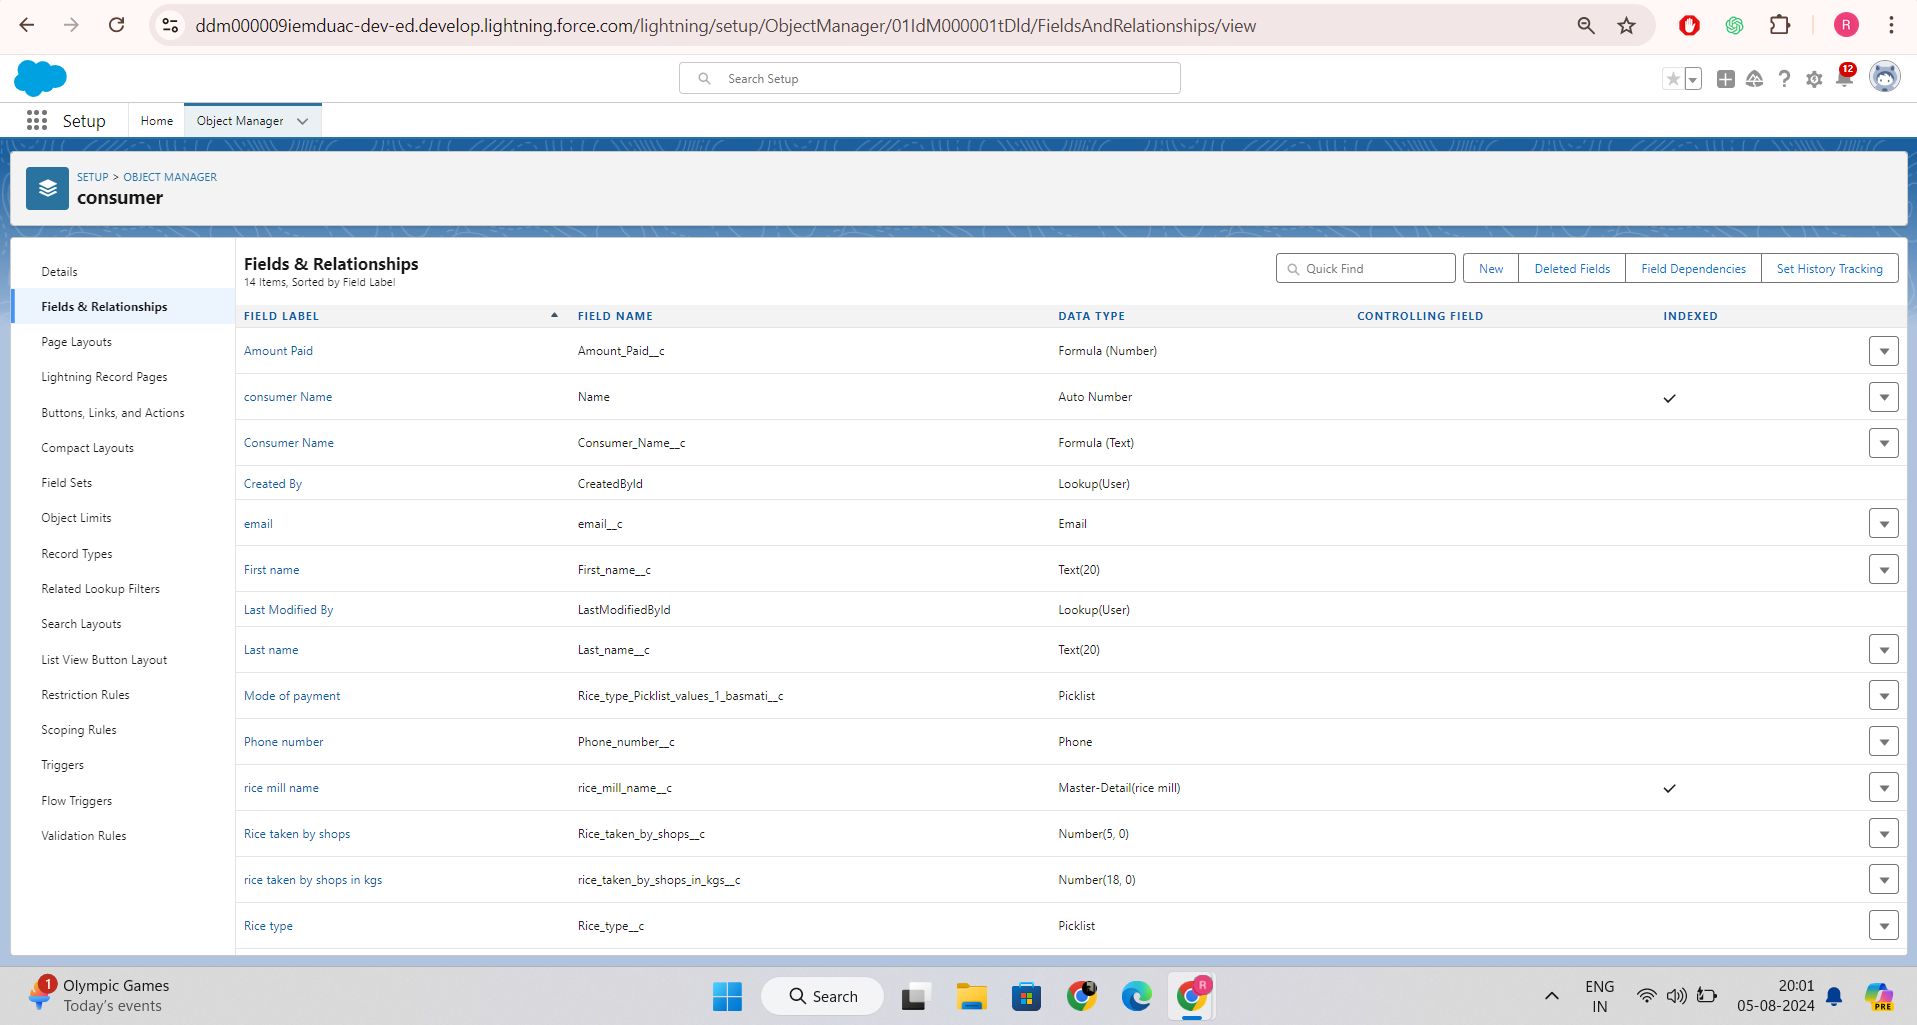 ddm000009iemduac-dev-ed.develop.lightning.force.com/lightning/setup/ObjectManager/01IdM000001tDld/FieldsAndRelationships/view
R
Search Setup
12
Setup
Home
Object Manager
SETUP > OBJECT MANAGER
consumer
Details
Fields & Relationships
Page Layouts
Lightning Record Pages
Buttons, Links, and Actions
Compact Layouts
Field Sets
Object Limits
Record Types
Related Lookup Filters
Search Layouts
List View Button Layout
Restriction Rules
Scoping Rules
Triggers
Flow Triggers
Validation Rules
Fields & Relationships
14 Items, Sorted by Field Label
Quick Find
New
Deleted Fields
Field Dependencies
Set History Tracking
FIELD LABEL FIELD NAME DATA TYPE CONTROLLING FIELD INDEXED
Amount Paid Amount_Paid__c Formula (Number)
consumer Name Name Auto Number
Consumer Name Consumer_Name__c Formula (Text)
Created By CreatedById Lookup(User)
email email__c Email
First name First_name__c Text(20)
Last Modified By LastModifiedById Lookup(User)
Last name Last_name__c Text(20)
Mode of payment Rice_type_Picklist_values_1_basmati__c Picklist
Phone number Phone_number__c Phone
rice mill name rice_mill_name__c Master-Detail(rice mill)
Rice taken by shops Rice_taken_by_shops__c Number(5, 0)
rice taken by shops in kgs rice_taken_by_shops_in_kgs__c Number(18, 0)
Rice type Rice_type__c Picklist
1
Olympic Games
Today's events
Search
R
ENG
IN
20:01
05-08-2024
PRE